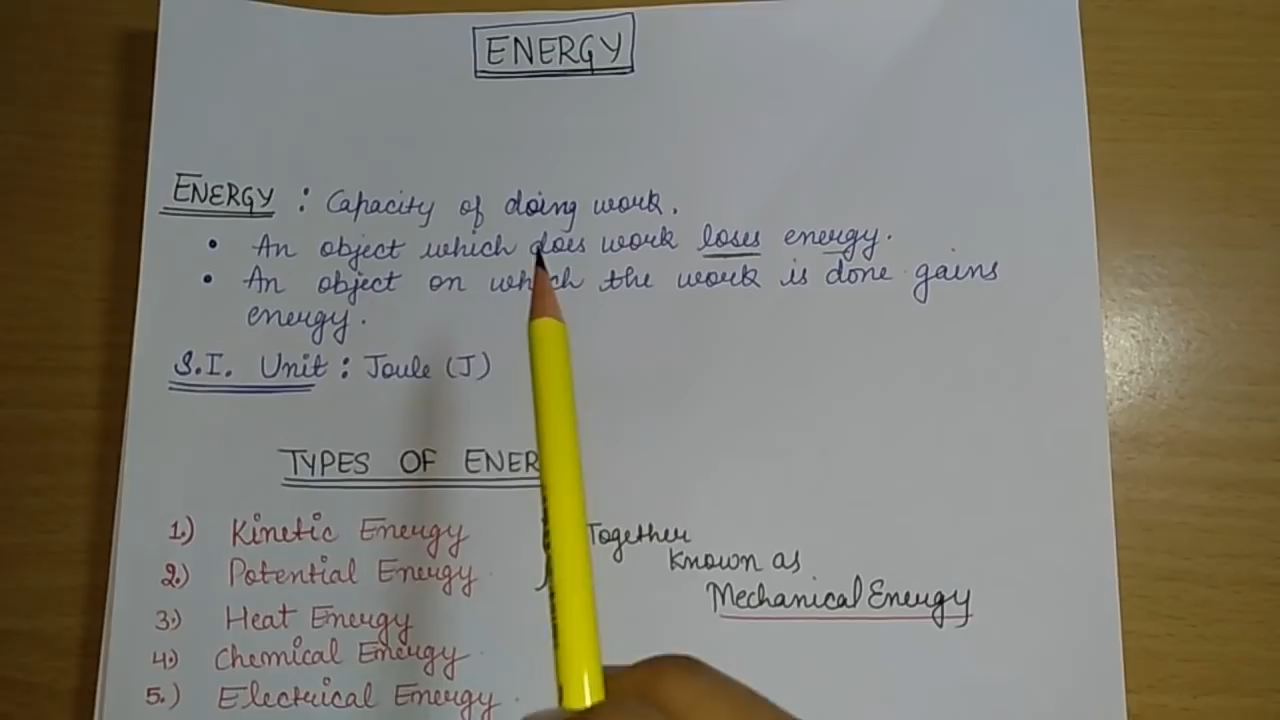 ENERGY
ENERGY : Capacity of doing work.
• An object which does work loses energy.
• An object on which the work is done gains
energy.
S.I. Unit : Joule (J)
TYPES OF ENER
1.) Kinetic Energy
2.) Potential Energy
Together
known as
Mechanical Energy
3.) Heat Energy
4.) Chemical Energy
5.) Electrical Energy